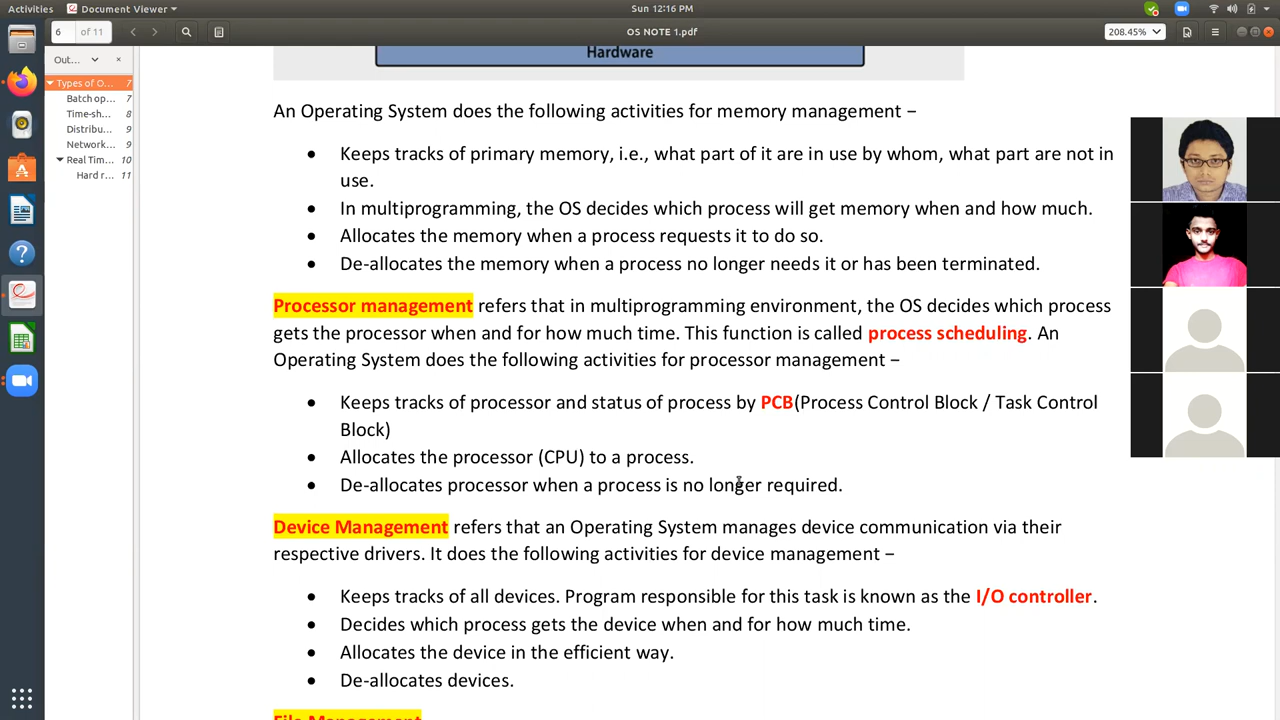 Activities
Document Viewer
Sun 12:16 PM
6
of 11
OS NOTE 1.pdf
208.45%
Out...
Types of O... 7
Batch op... 7
Time-sh... 8
Distribu... 9
Network... 9
Real Tim... 10
Hard r... 11
Hardware
An Operating System does the following activities for memory management −
• Keeps tracks of primary memory, i.e., what part of it are in use by whom, what part are not in
use.
• In multiprogramming, the OS decides which process will get memory when and how much.
• Allocates the memory when a process requests it to do so.
• De-allocates the memory when a process no longer needs it or has been terminated.
Processor management refers that in multiprogramming environment, the OS decides which process
gets the processor when and for how much time. This function is called process scheduling. An
Operating System does the following activities for processor management −
• Keeps tracks of processor and status of process by PCB(Process Control Block / Task Control
Block)
• Allocates the processor (CPU) to a process.
• De-allocates processor when a process is no longer required.
Device Management refers that an Operating System manages device communication via their
respective drivers. It does the following activities for device management −
• Keeps tracks of all devices. Program responsible for this task is known as the I/O controller.
• Decides which process gets the device when and for how much time.
• Allocates the device in the efficient way.
• De-allocates devices.
File Management